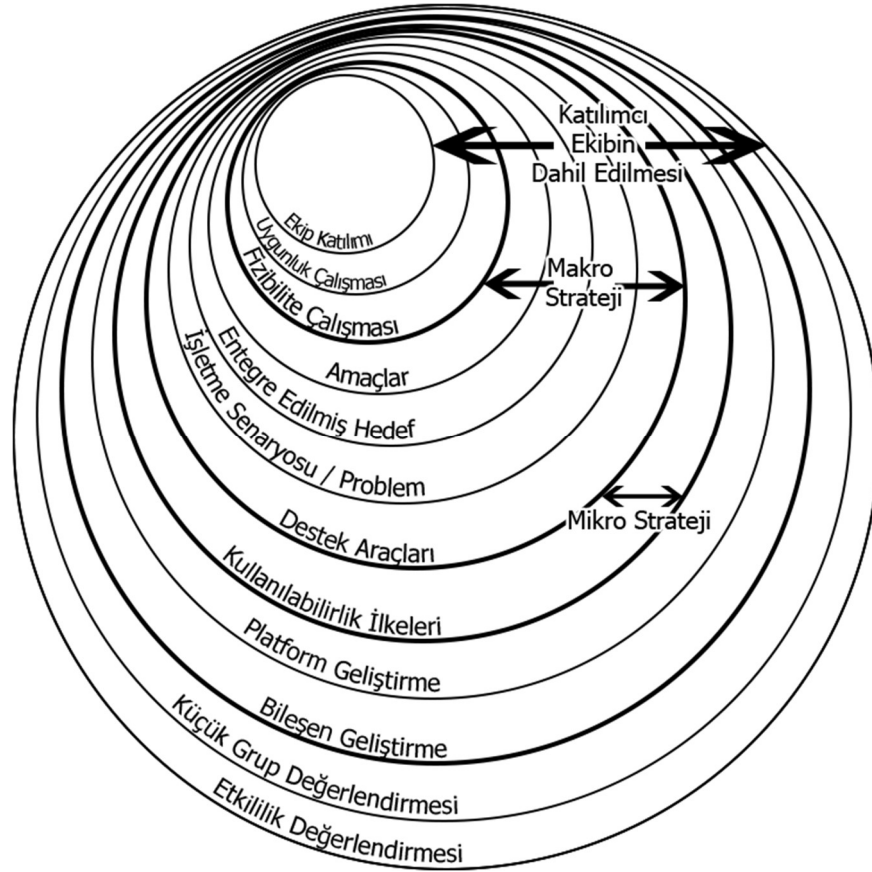 Katılımcı
Ekibin
Dahil Edilmesi
Ekip Katılımı
Uygunluk Çalışması
Makro
Strateji
Fizibilite Çalışması
Amaçlar
Entegre Edilmiş Hedef
İşletme Senaryosu / Problem
Mikro Strateji
Destek Araçları
Kullanılabilirlik İlkeleri
Platform Geliştirme
Bileşen Geliştirme
Küçük Grup Değerlendirmesi
Etkililik Değerlendirmesi